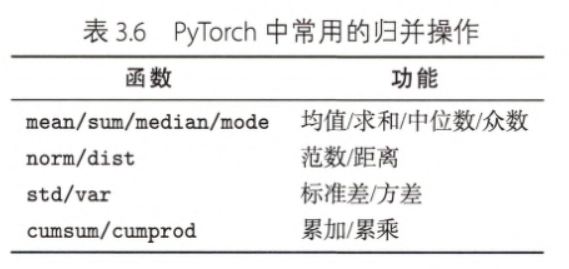 表 3.6 PyTorch 中常用的归并操作
函数 功能
mean/sum/median/mode 均值/求和/中位数/众数
norm/dist 范数/距离
std/var 标准差/方差
cumsum/cumprod 累加/累乘